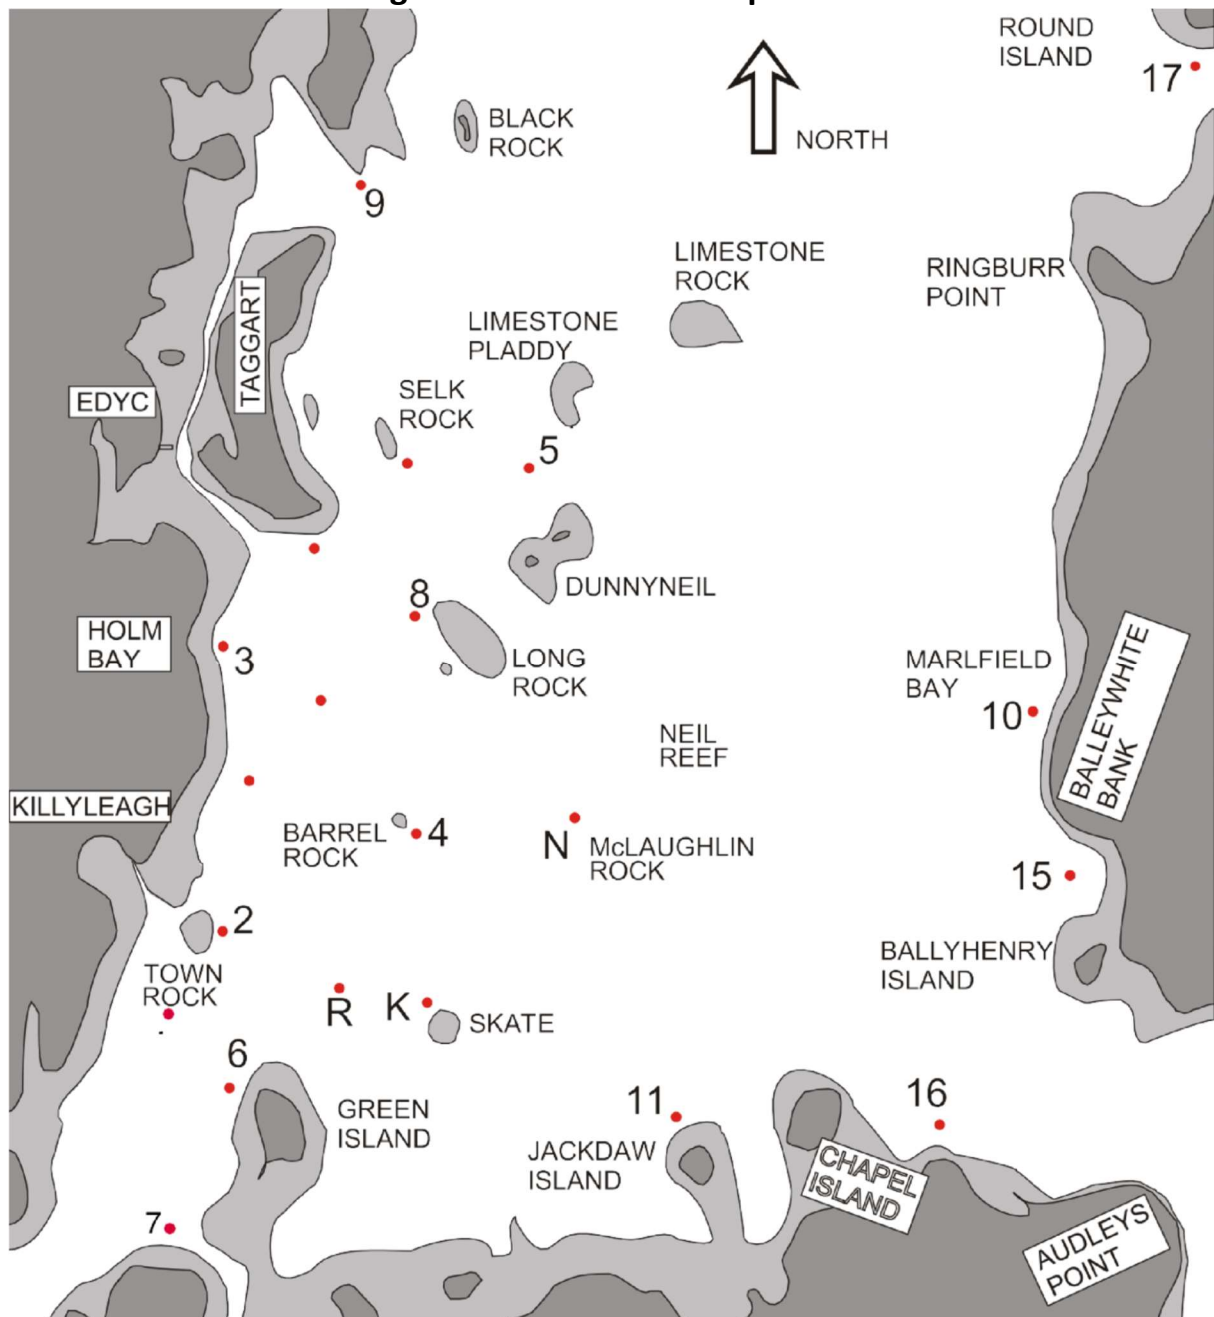 ROUND
ISLAND
17
BLACK
ROCK
NORTH
9
LIMESTONE
ROCK
RINGBURR
POINT
TAGGART
LIMESTONE
PLADDY
EDYC
SELK
ROCK
5
DUNNYNEIL
8
HOLM
BAY
3
LONG
ROCK
MARLFIELD
BAY
10
BALLEYWHITE
BANK
NEIL
REEF
KILLYLEAGH
BARREL
ROCK
4
N
McLAUGHLIN
ROCK
15
2
TOWN
ROCK
BALLYHENRY
ISLAND
R
K
SKATE
6
GREEN
ISLAND
11
16
JACKDAW
ISLAND
CHAPEL
ISLAND
7
AUDLEYS
POINT